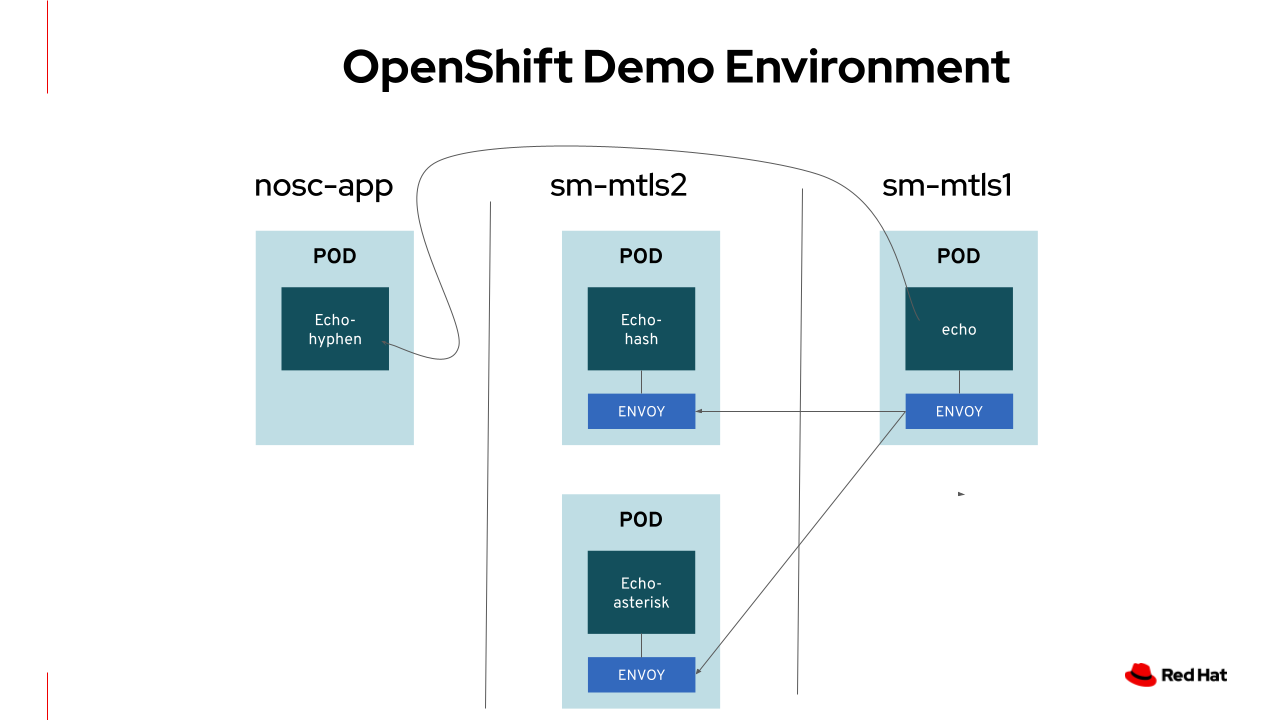 OpenShift Demo Environment
nosc-app
sm-mtls2
sm-mtls1
POD
Echo-
hyphen
POD
Echo-
hash
ENVOY
POD
echo
ENVOY
POD
Echo-
asterisk
ENVOY
Red Hat